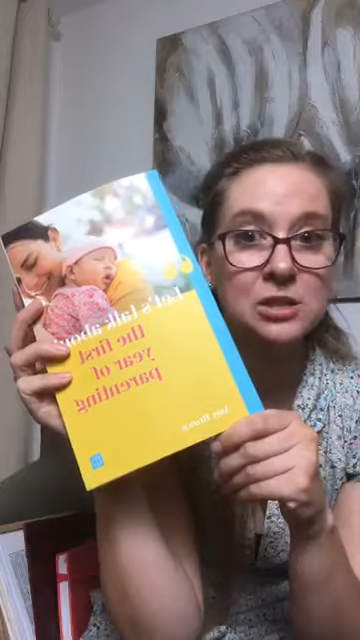 Let's talk about
the first
year of
parenting
Amy Brown